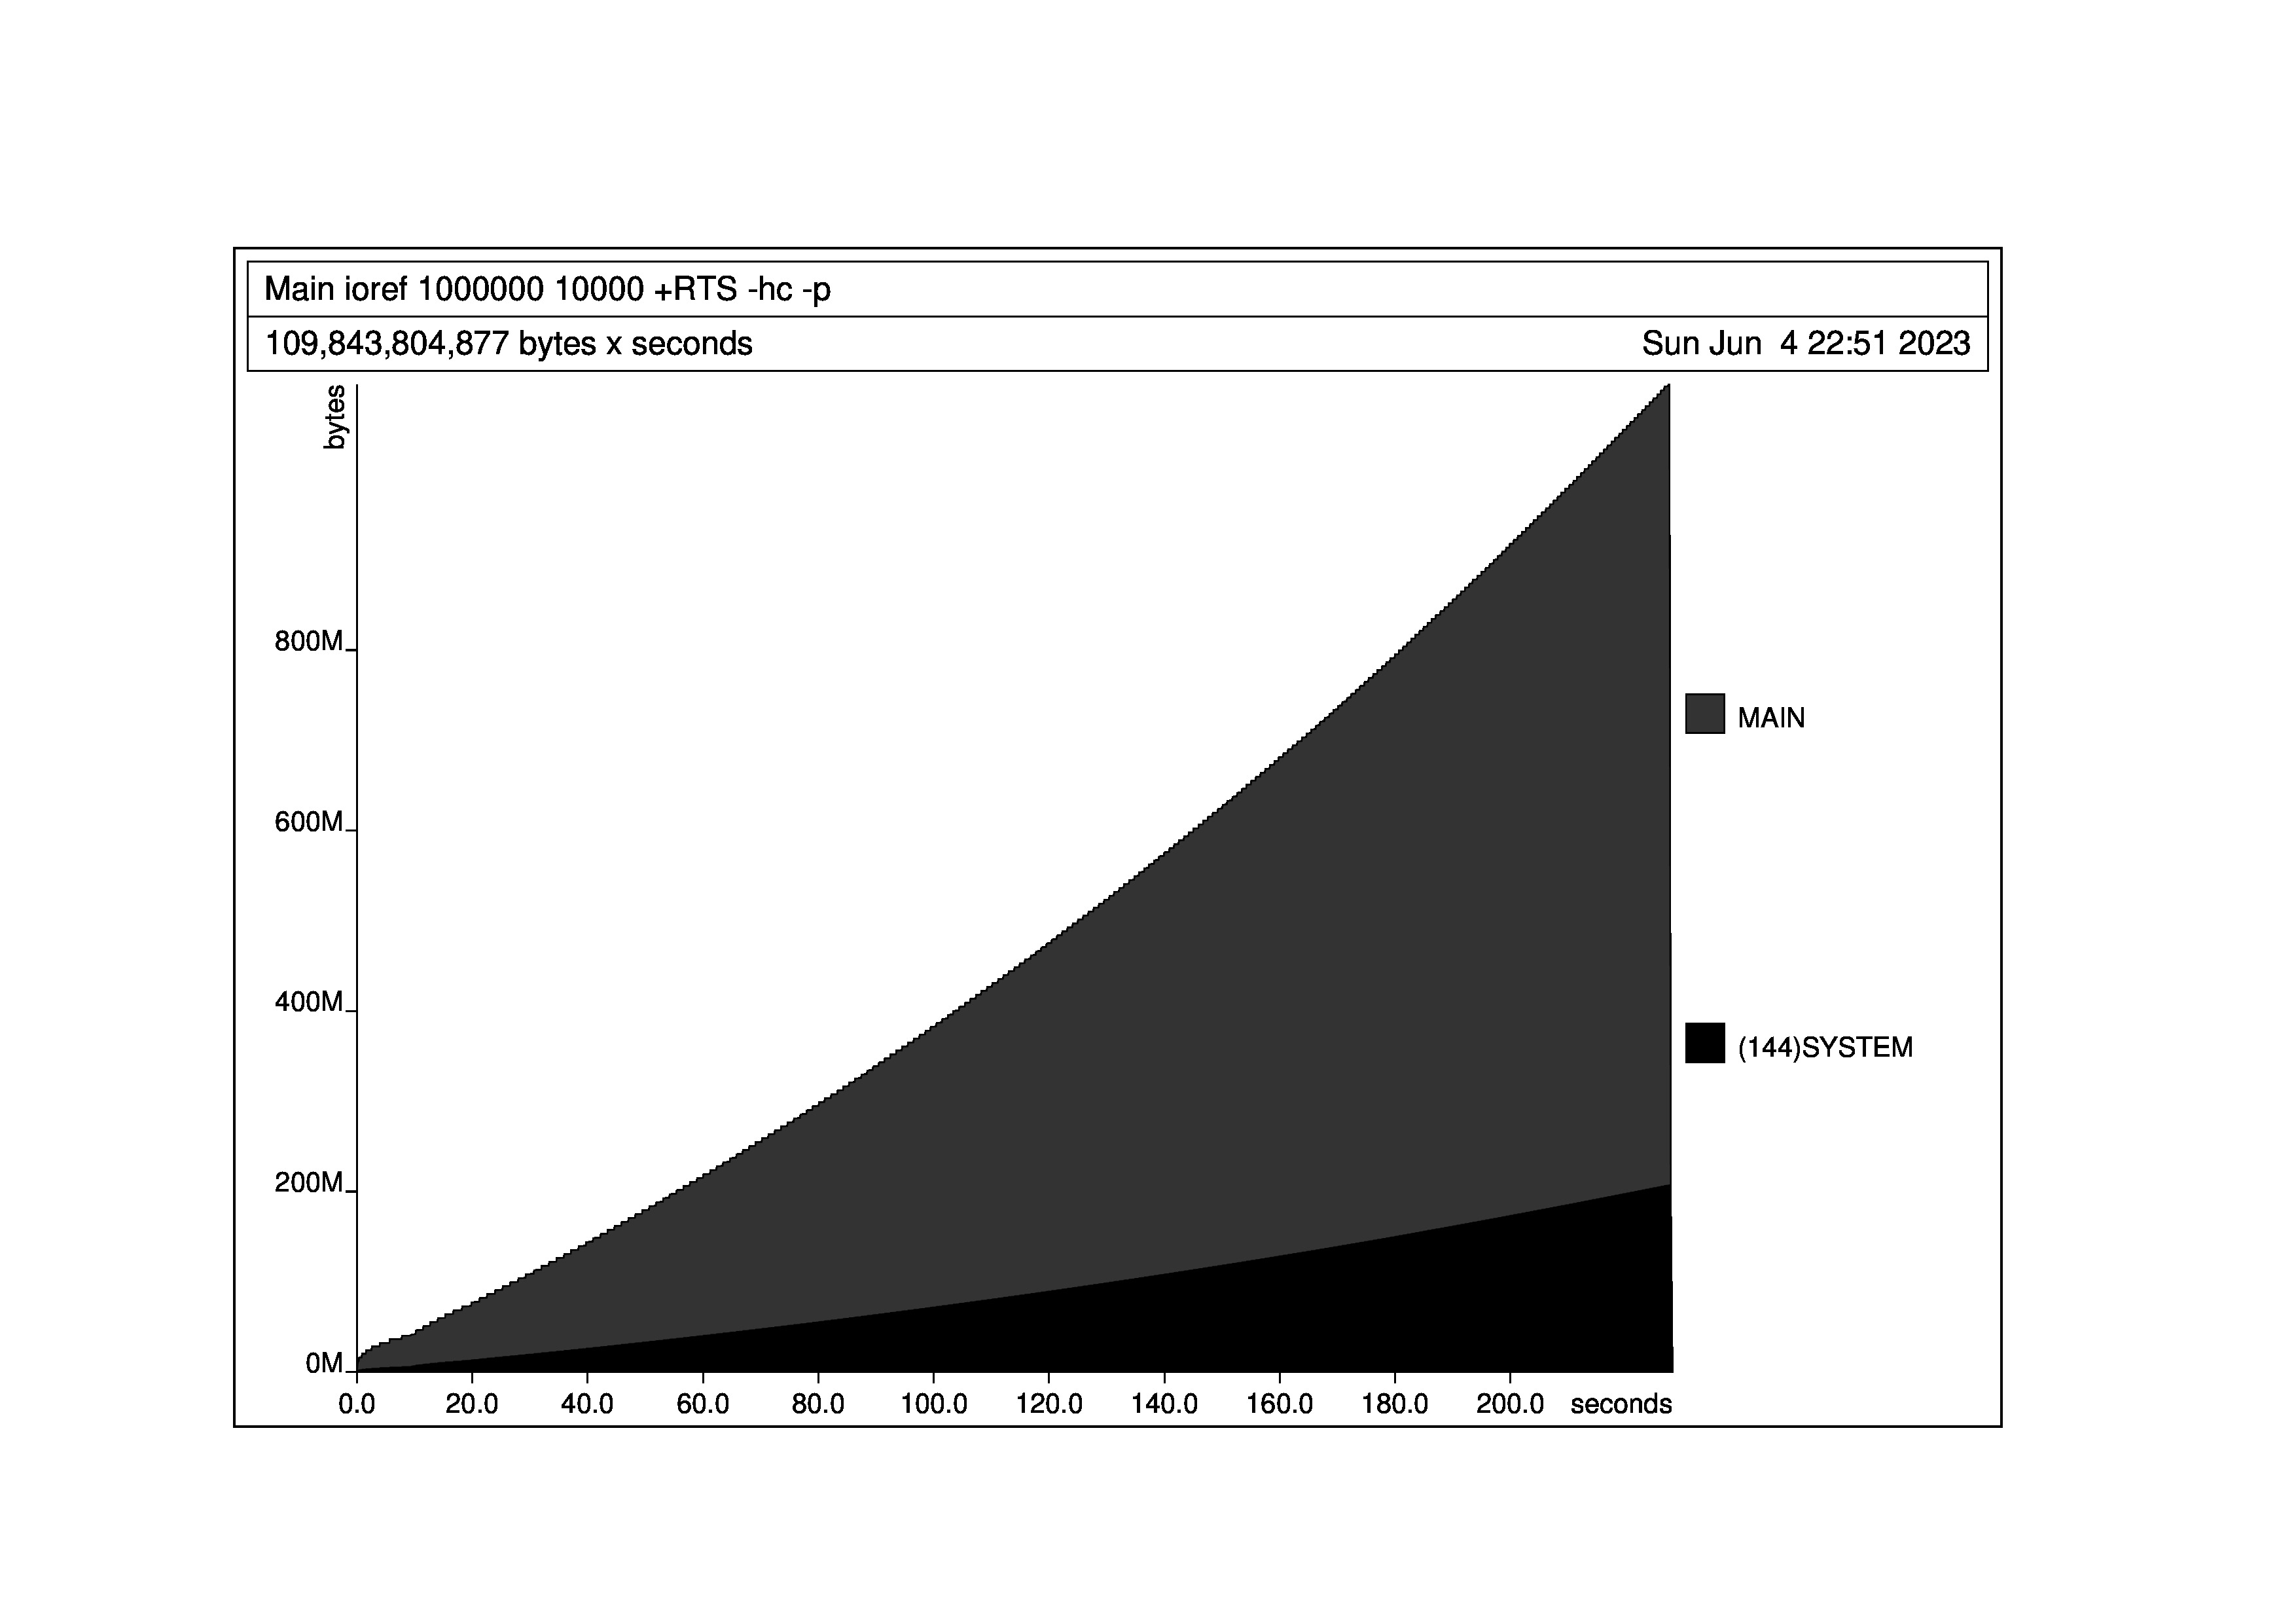 Main ioref 1000000 10000 +RTS -hc -p
109,843,804,877 bytes x seconds Sun Jun  4 22:51 2023
bytes
800M
600M
400M
200M
0M
MAIN
(144)SYSTEM
0.0 20.0 40.0 60.0 80.0 100.0 120.0 140.0 160.0 180.0 200.0 seconds